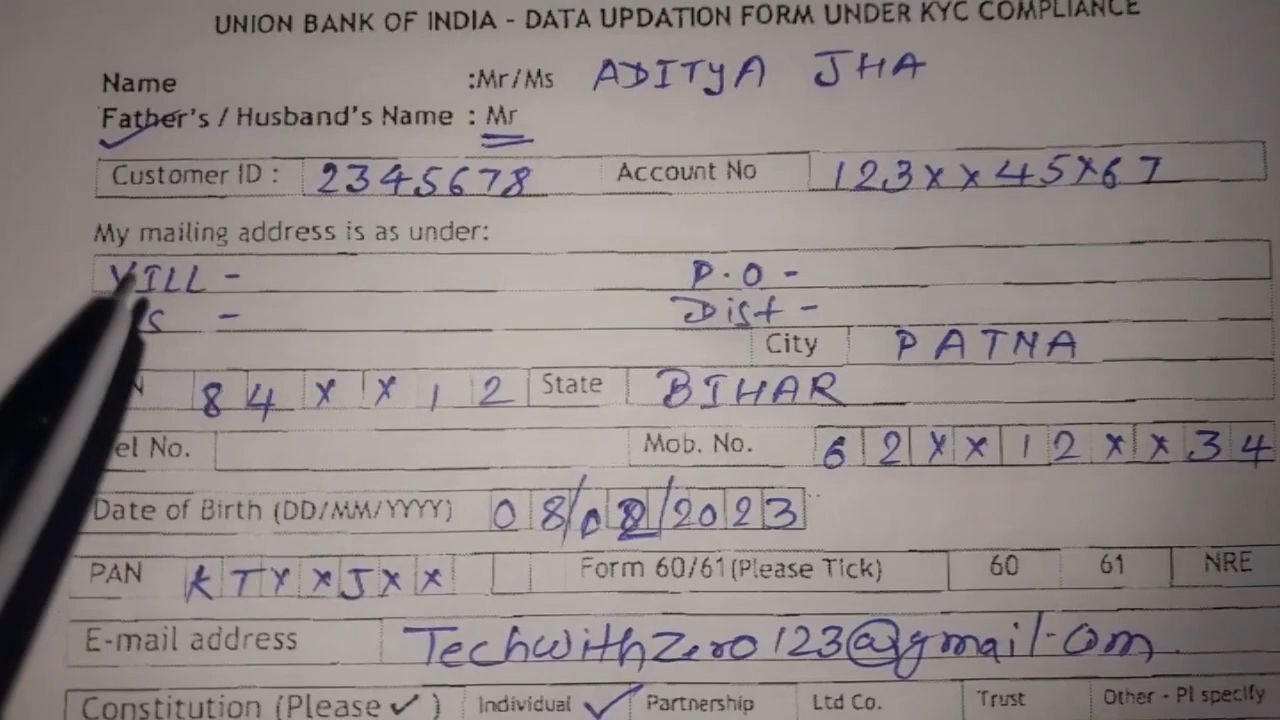 UNION BANK OF INDIA - DATA UPDATION FORM UNDER KYC COMPLIANCE
Name :Mr/Ms ADITYA JHA
Father's / Husband's Name : Mr
Customer ID : 2345678 Account No 123xx45x67
My mailing address is as under:
VILL - P.O -
S - Dist -
City PATNA
N 84xx12 State BIHAR
el No. Mob. No. 62xx12xx34
Date of Birth (DD/MM/YYYY) 08/02/2023
PAN KTYxJxx Form 60/61(Please Tick) 60 61 NRE
E-mail address TechwithZero123@gmail.com
Constitution (Please ✓) Individual ✓ Partnership Ltd Co. Trust Other - Pl specify